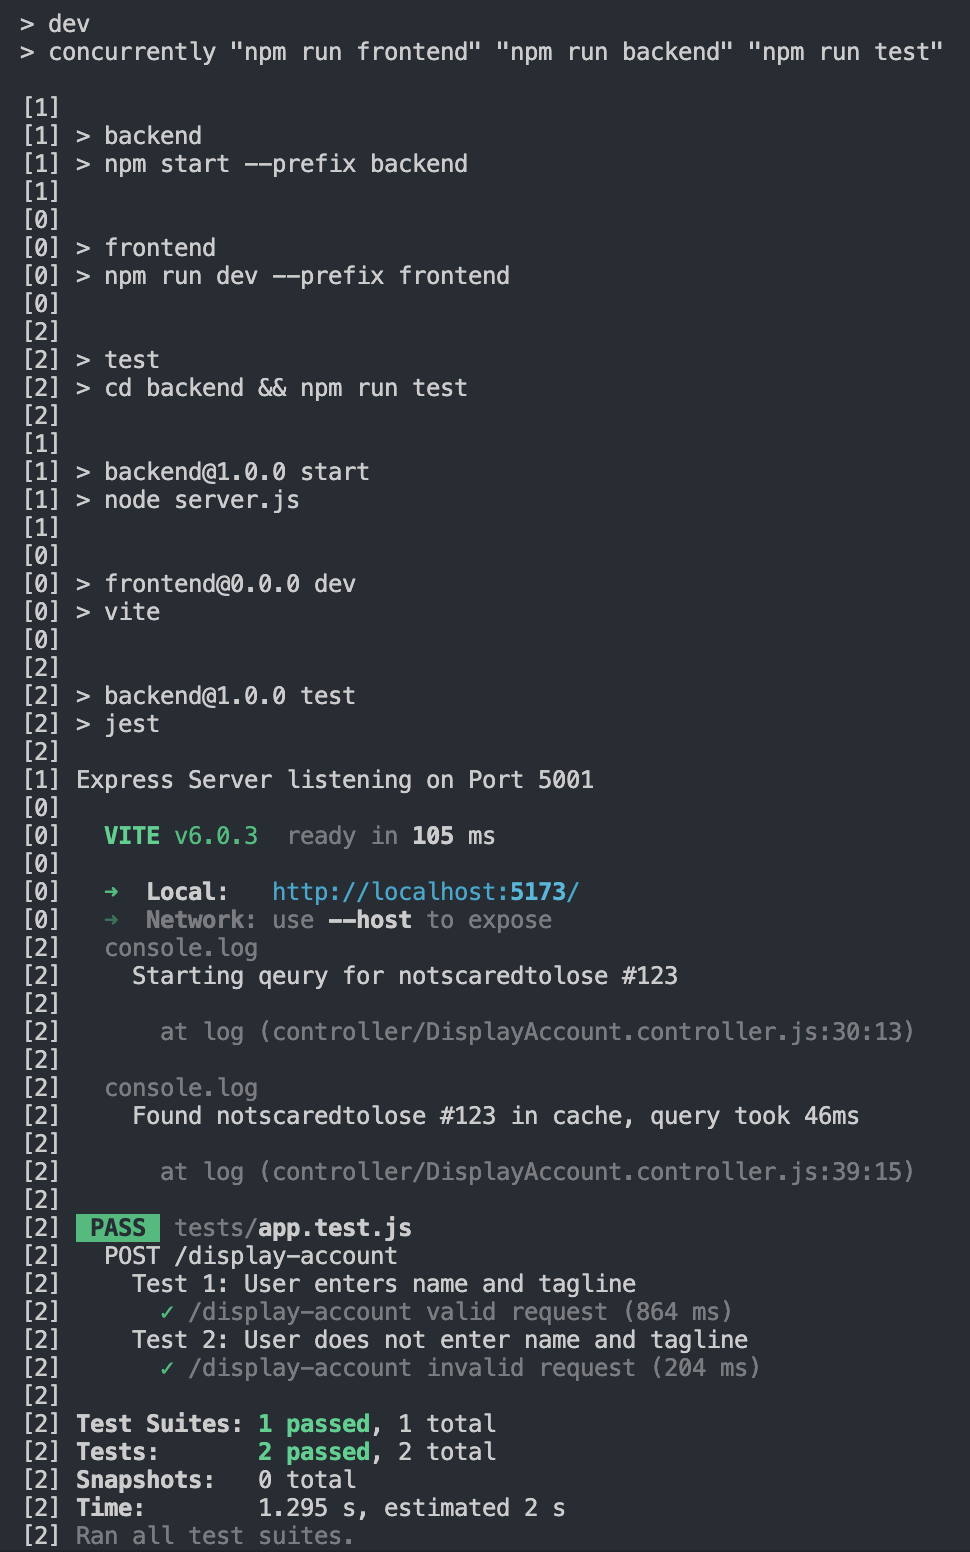 > dev
> concurrently "npm run frontend" "npm run backend" "npm run test"
[1]
[1] > backend
[1] > npm start --prefix backend
[1]
[0]
[0] > frontend
[0] > npm run dev --prefix frontend
[0]
[2]
[2] > test
[2] > cd backend && npm run test
[2]
[1]
[1] > backend@1.0.0 start
[1] > node server.js
[1]
[0]
[0] > frontend@0.0.0 dev
[0] > vite
[0]
[2]
[2] > backend@1.0.0 test
[2] > jest
[2]
[1] Express Server listening on Port 5001
[0]
[0]   VITE v6.0.3  ready in 105 ms
[0]
[0]   ➜  Local:   http://localhost:5173/
[0]   ➜  Network: use --host to expose
[2]   console.log
[2]     Starting qeury for notscaredtolose #123
[2]
[2]       at log (controller/DisplayAccount.controller.js:30:13)
[2]
[2]   console.log
[2]     Found notscaredtolose #123 in cache, query took 46ms
[2]
[2]       at log (controller/DisplayAccount.controller.js:39:15)
[2]
[2] PASS tests/app.test.js
[2]   POST /display-account
[2]     Test 1: User enters name and tagline
[2]       ✓ /display-account valid request (864 ms)
[2]     Test 2: User does not enter name and tagline
[2]       ✓ /display-account invalid request (204 ms)
[2]
[2] Test Suites: 1 passed, 1 total
[2] Tests:       2 passed, 2 total
[2] Snapshots:   0 total
[2] Time:        1.295 s, estimated 2 s
[2] Ran all test suites.